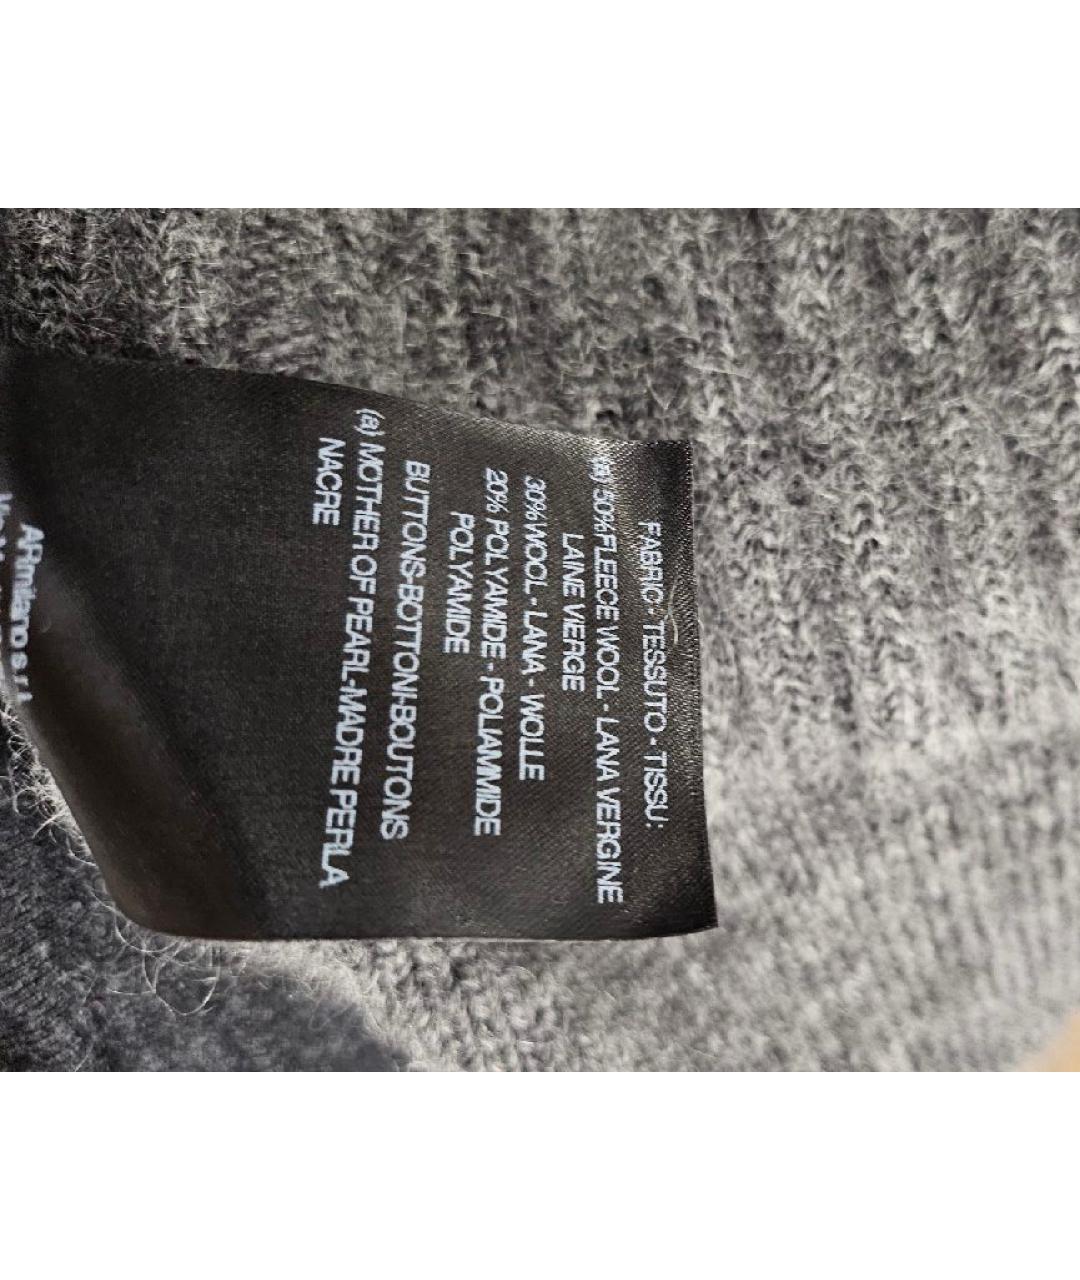 FABRIC - TESSUTO - TISSU:
(a) 50%FLEECE WOOL - LANA VERGINE
LAINE VIERGE
30%WOOL - LANA - WOLLE
20% POLYAMIDE - POLIAMMIDE
POLYAMIDE
BUTTONS-BOTTONI-BOUTONS
(a) MOTHER OF PEARL-MADRE PERLA
NACRE
ARmilano s.r.l.